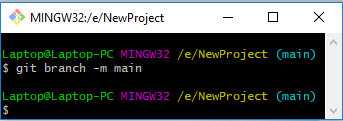 MINGW32:/e/NewProject
Laptop@Laptop-PC MINGW32 /e/NewProject (main)
$ git branch -m main
Laptop@Laptop-PC MINGW32 /e/NewProject (main)
$